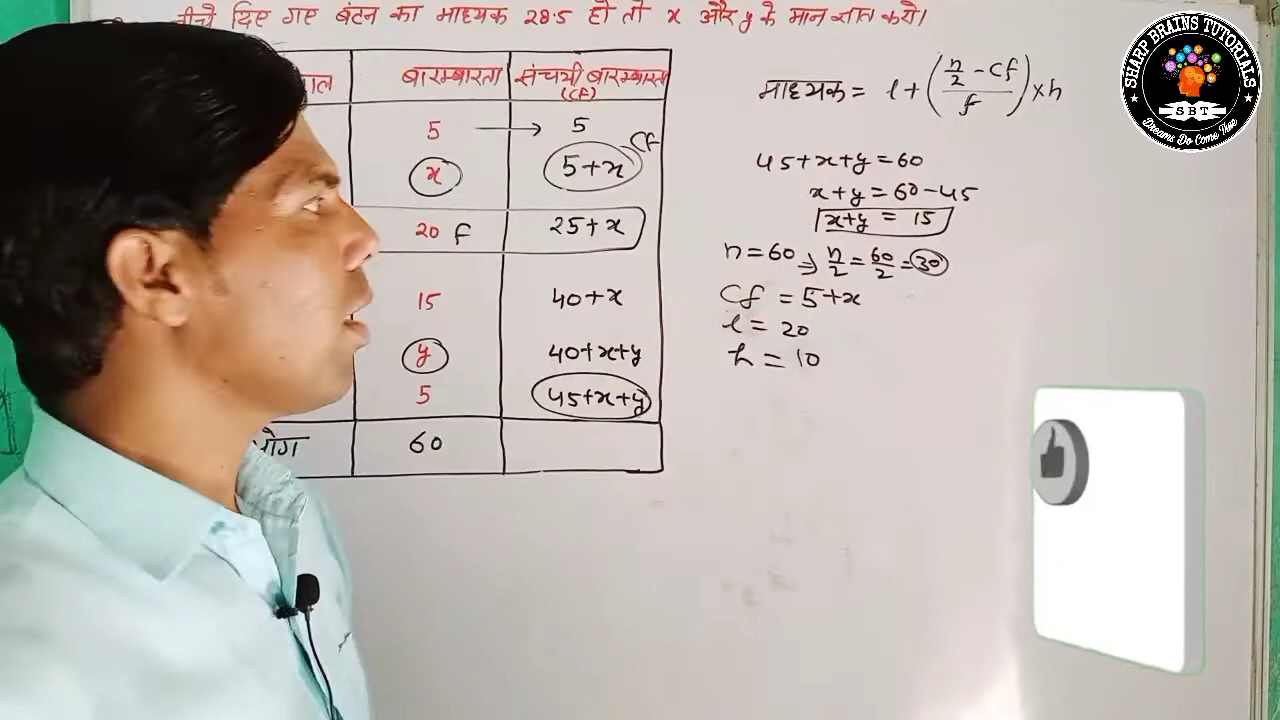 नीचे दिए गए बंटन का माध्यक 28.5 हो तो x और y के मान ज्ञात करो।
बारम्बारता संचयी बारम्बारता
(cf)
5 → 5
x 5+x cf
20 f 25+x
15 40+x
y 40+x+y
5 45+x+y
योग 60
माध्यक = l + (n/2 - cf / f) × h
45+x+y=60
x+y=60-45
x+y = 15
n=60 ⇒ n/2 = 60/2 = 30
cf = 5+x
l = 20
h = 10
SHARP BRAINS TUTORIALS
SBT
Dreams Do Come True